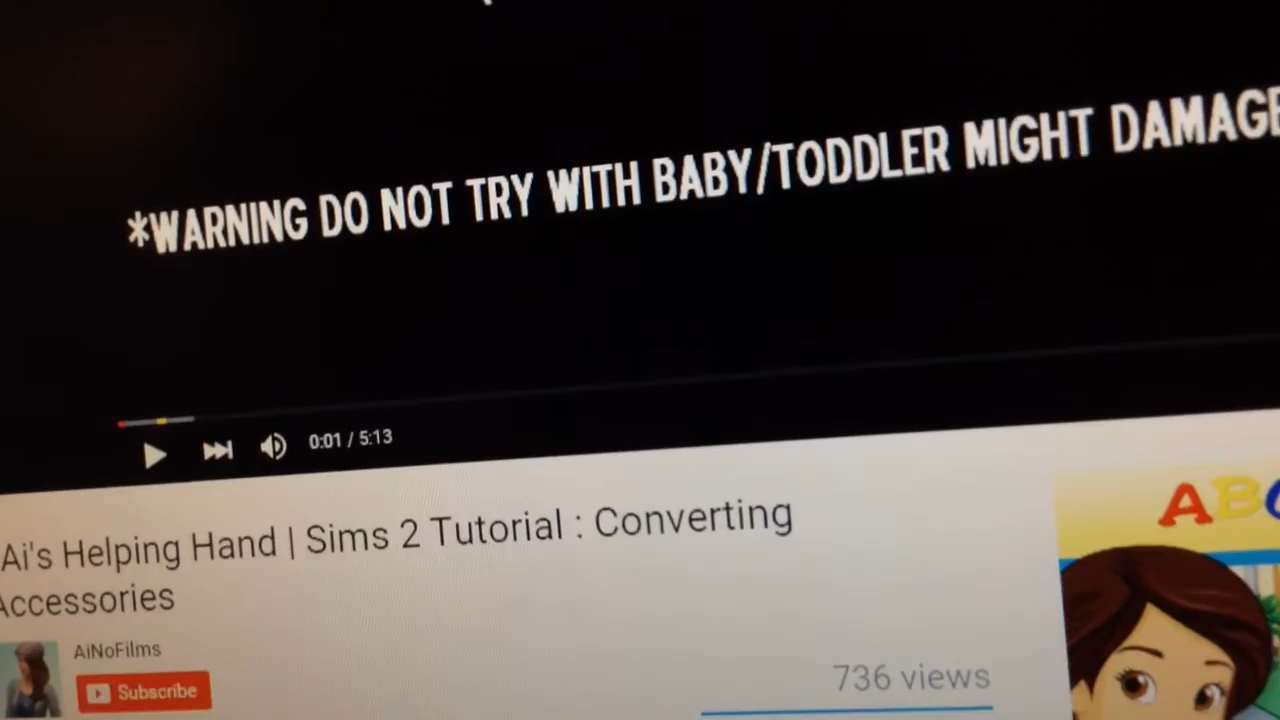 *WARNING DO NOT TRY WITH BABY/TODDLER MIGHT DAMAGE
0:01 / 5:13
Ai's Helping Hand | Sims 2 Tutorial : Converting
Accessories
AiNoFilms
Subscribe
736 views
ABC